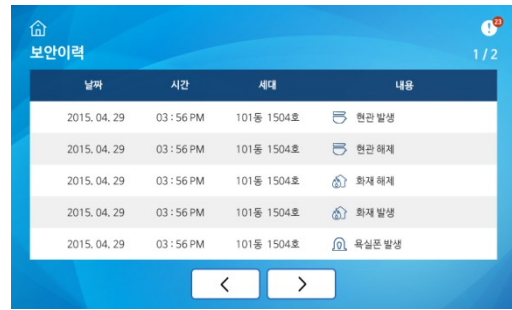 23
보안이력
1 / 2
날짜 시간 세대 내용
2015. 04. 29 03 : 56 PM 101동 1504호 현관 발생
2015. 04. 29 03 : 56 PM 101동 1504호 현관 해제
2015. 04. 29 03 : 56 PM 101동 1504호 화재 해제
2015. 04. 29 03 : 56 PM 101동 1504호 화재 발생
2015. 04. 29 03 : 56 PM 101동 1504호 욕실폰 발생